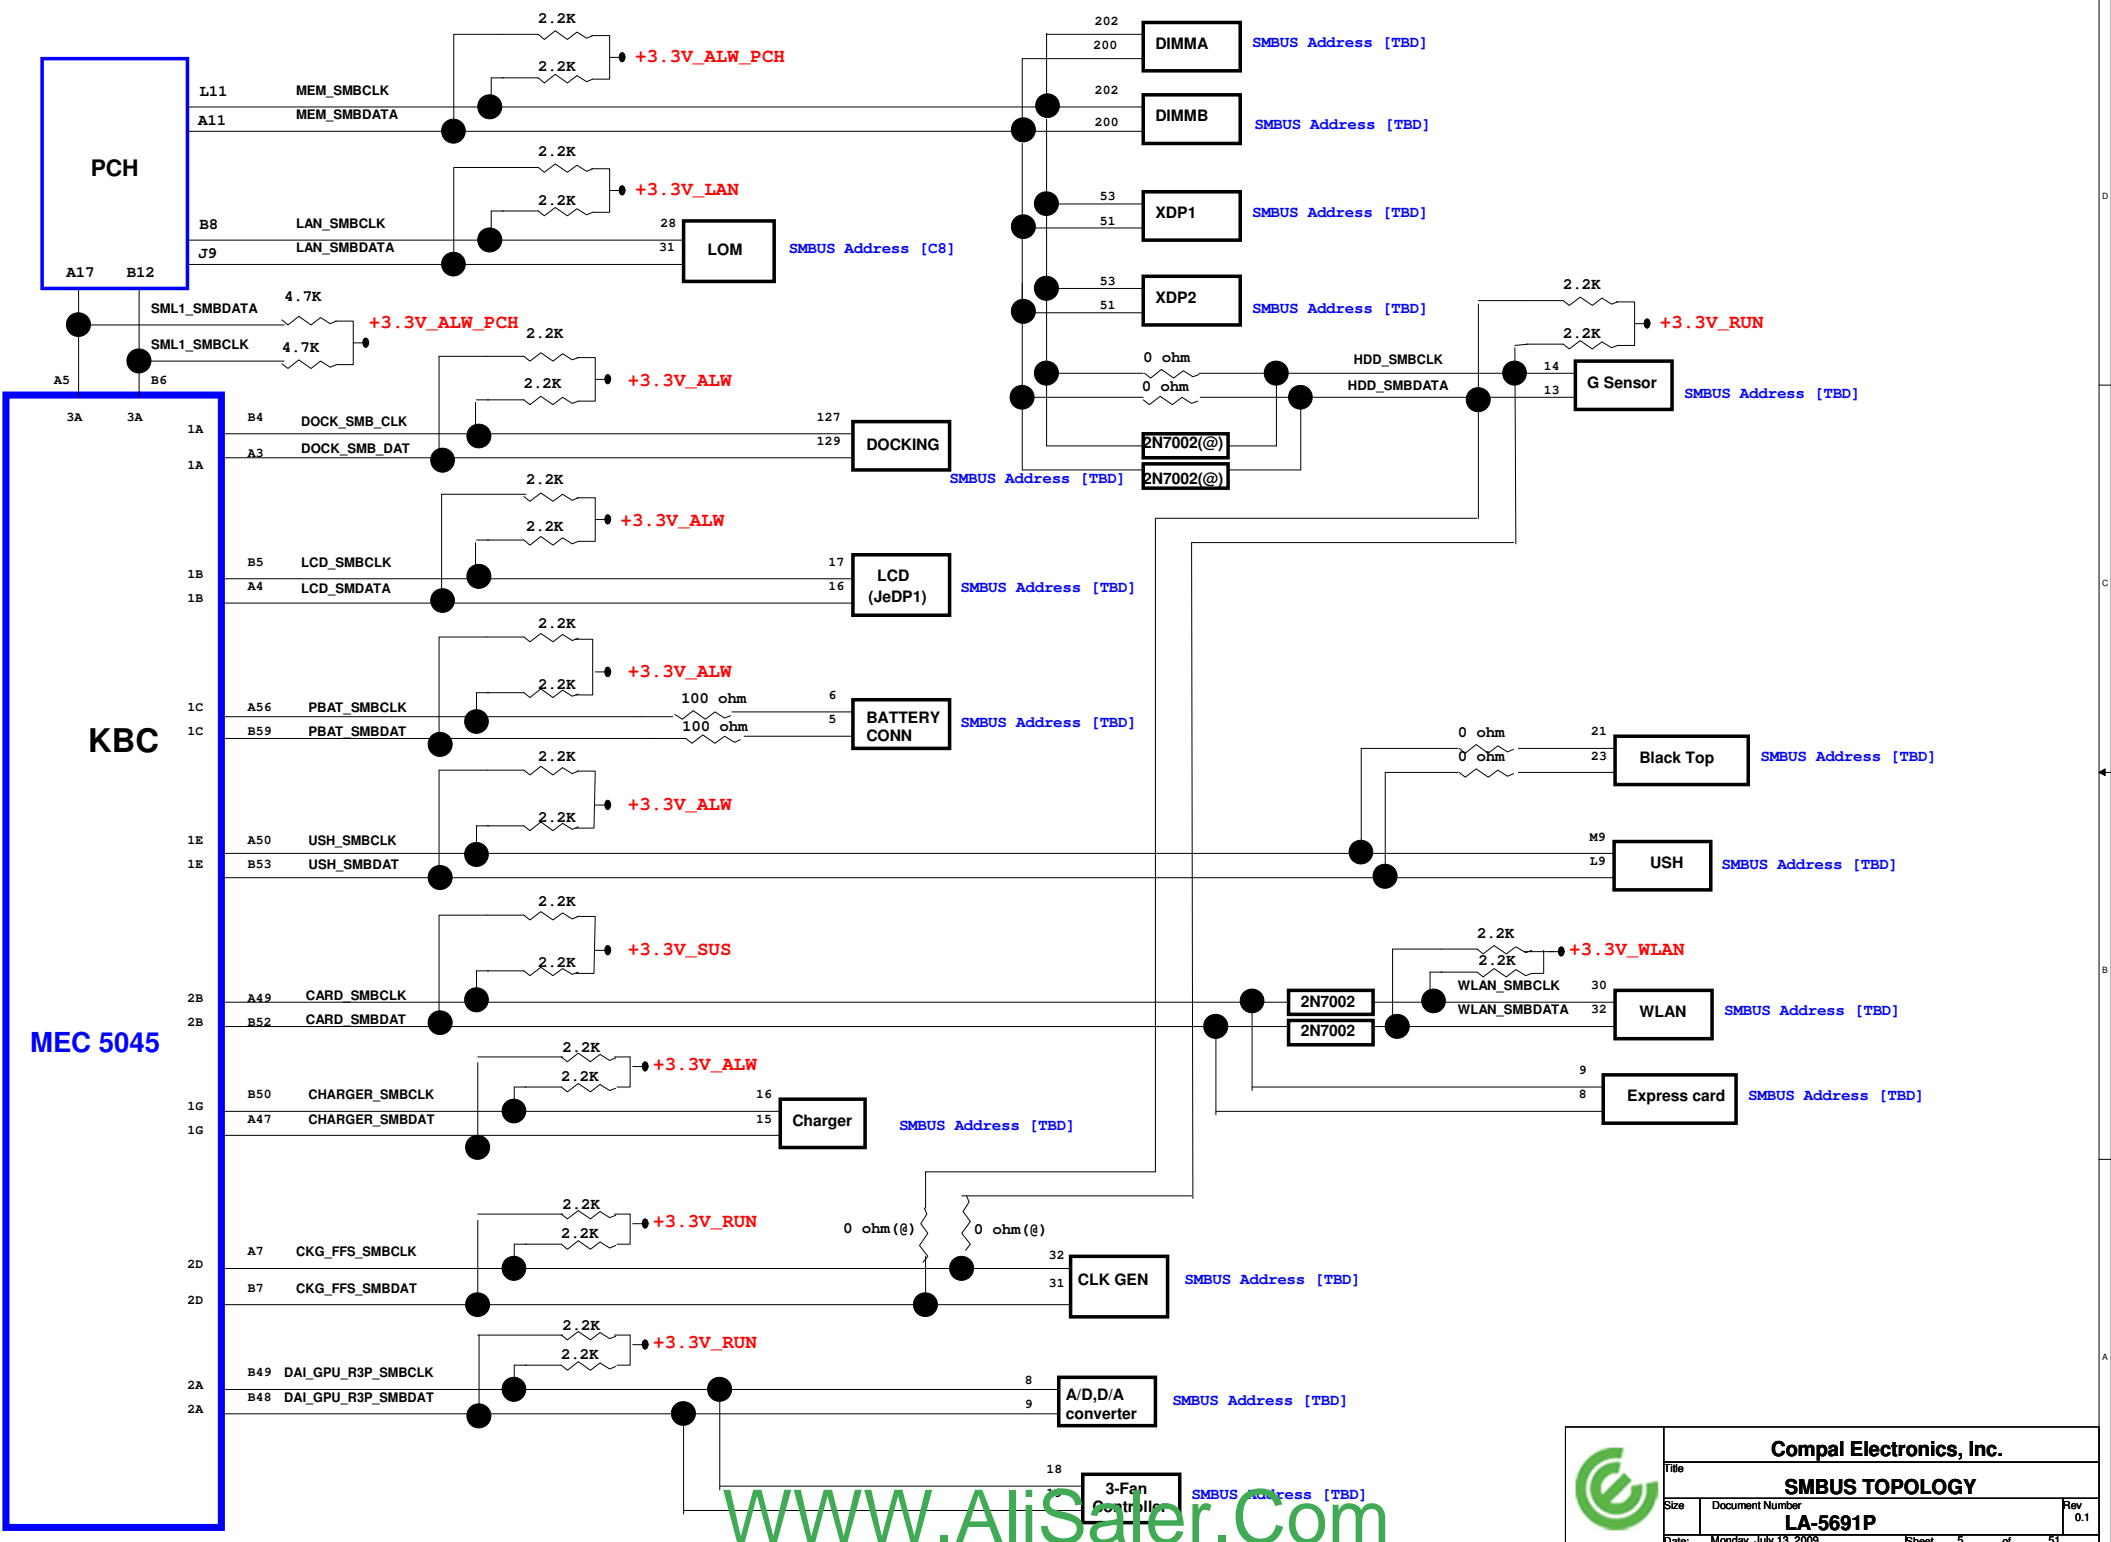 2.2K
2.2K
+3.3V_ALW_PCH
L11 MEM_SMBCLK
A11 MEM_SMBDATA
PCH
202
200
DIMMA
SMBUS Address [TBD]
202
200
DIMMB
SMBUS Address [TBD]
2.2K
2.2K
+3.3V_LAN
B8 LAN_SMBCLK
J9 LAN_SMBDATA
28
31
LOM
SMBUS Address [C8]
53
51
XDP1
SMBUS Address [TBD]
53
51
XDP2
SMBUS Address [TBD]
A17 B12
SML1_SMBDATA
4.7K
+3.3V_ALW_PCH
SML1_SMBCLK
4.7K
A5
B6
3A
3A
2.2K
2.2K
+3.3V_RUN
0 ohm
0 ohm
HDD_SMBCLK
HDD_SMBDATA
14
13
G Sensor
SMBUS Address [TBD]
2N7002(@)
2N7002(@)
2.2K
2.2K
+3.3V_ALW
1A B4 DOCK_SMB_CLK
1A A3 DOCK_SMB_DAT
127
129
DOCKING
SMBUS Address [TBD]
2.2K
2.2K
+3.3V_ALW
1B B5 LCD_SMBCLK
1B A4 LCD_SMDATA
17
16
LCD
(JeDP1)
SMBUS Address [TBD]
2.2K
2.2K
+3.3V_ALW
1C A56 PBAT_SMBCLK
1C B59 PBAT_SMBDAT
100 ohm
100 ohm
6
5
BATTERY
CONN
SMBUS Address [TBD]
KBC
2.2K
2.2K
+3.3V_ALW
1E A50 USH_SMBCLK
1E B53 USH_SMBDAT
0 ohm
0 ohm
21
23
Black Top
SMBUS Address [TBD]
M9
L9
USH
SMBUS Address [TBD]
2.2K
2.2K
+3.3V_SUS
2B A49 CARD_SMBCLK
2B B52 CARD_SMBDAT
2N7002
2N7002
2.2K
2.2K
+3.3V_WLAN
WLAN_SMBCLK
WLAN_SMBDATA
30
32
WLAN
SMBUS Address [TBD]
9
8
Express card
SMBUS Address [TBD]
MEC 5045
2.2K
2.2K
+3.3V_ALW
1G B50 CHARGER_SMBCLK
1G A47 CHARGER_SMBDAT
16
15
Charger
SMBUS Address [TBD]
2.2K
2.2K
+3.3V_RUN
0 ohm(@)
0 ohm(@)
2D A7 CKG_FFS_SMBCLK
2D B7 CKG_FFS_SMBDAT
32
31
CLK GEN
SMBUS Address [TBD]
2.2K
2.2K
+3.3V_RUN
2A B49 DAI_GPU_R3P_SMBCLK
2A B48 DAI_GPU_R3P_SMBDAT
8
9
A/D,D/A
converter
SMBUS Address [TBD]
18
3-Fan
Controller
SMBUS Address [TBD]
WWW.AliSaler.Com
D
C
B
A
Compal Electronics, Inc.
Title
SMBUS TOPOLOGY
Size Document Number Rev
LA-5691P 0.1
Date: Monday, July 13, 2009 Sheet 5 of 51